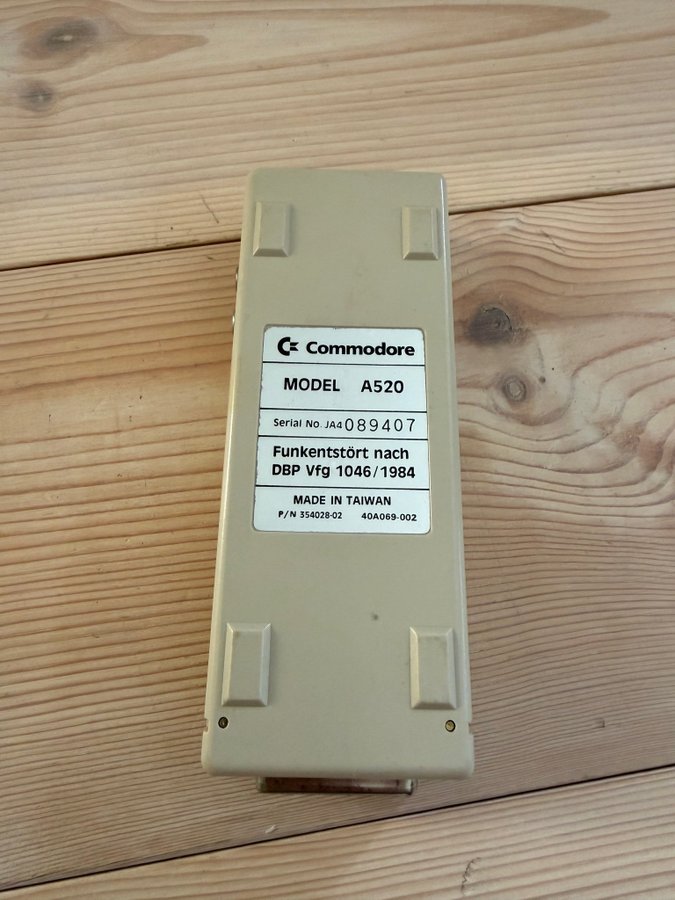 Commodore
MODEL A520
Serial No. JA4 089407
Funkentstört nach
DBP Vfg 1046/1984
MADE IN TAIWAN
P/N 354028-02 40A069-002